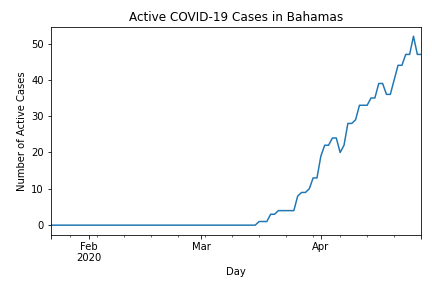 Active COVID-19 Cases in Bahamas
Number of Active Cases
50
40
30
20
10
0
Feb
2020
Mar
Apr
Day